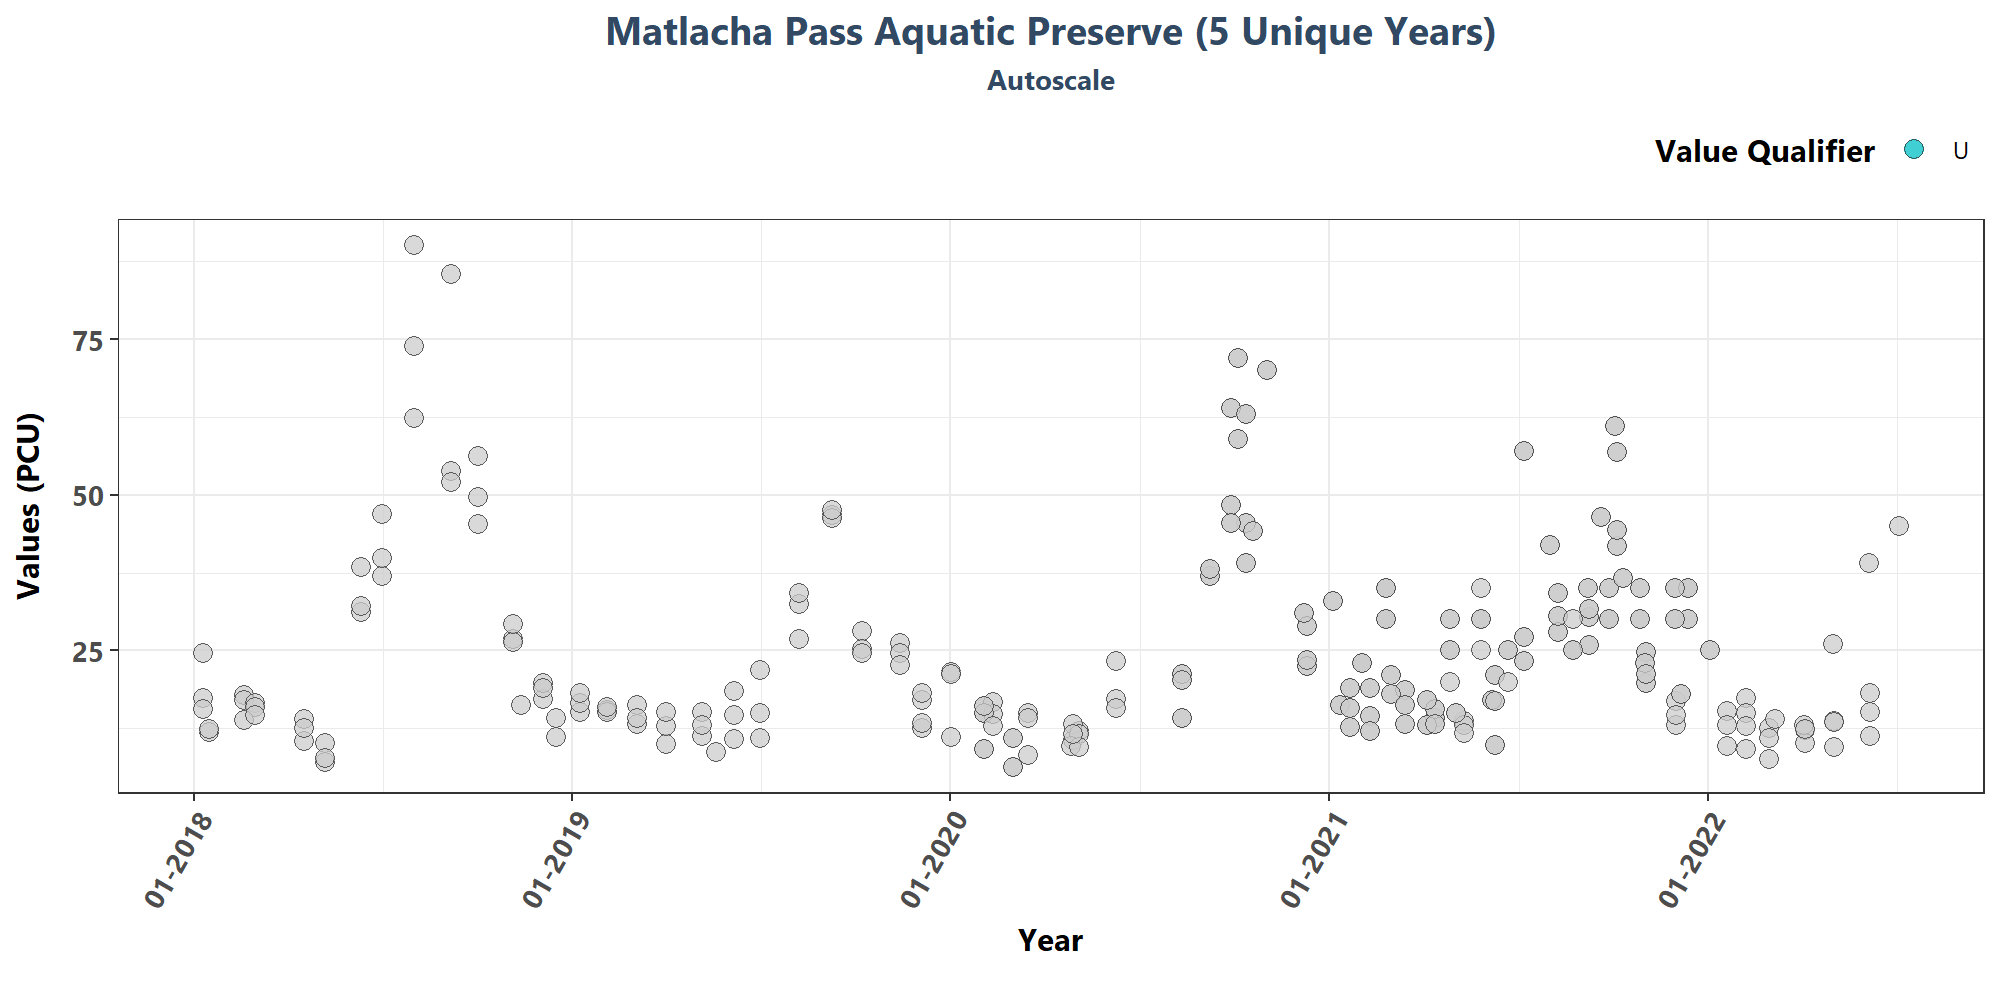 Matlacha Pass Aquatic Preserve (5 Unique Years)
Autoscale
Value Qualifier U
Values (PCU)
75
50
25
01-2018 01-2019 01-2020 01-2021 01-2022
Year